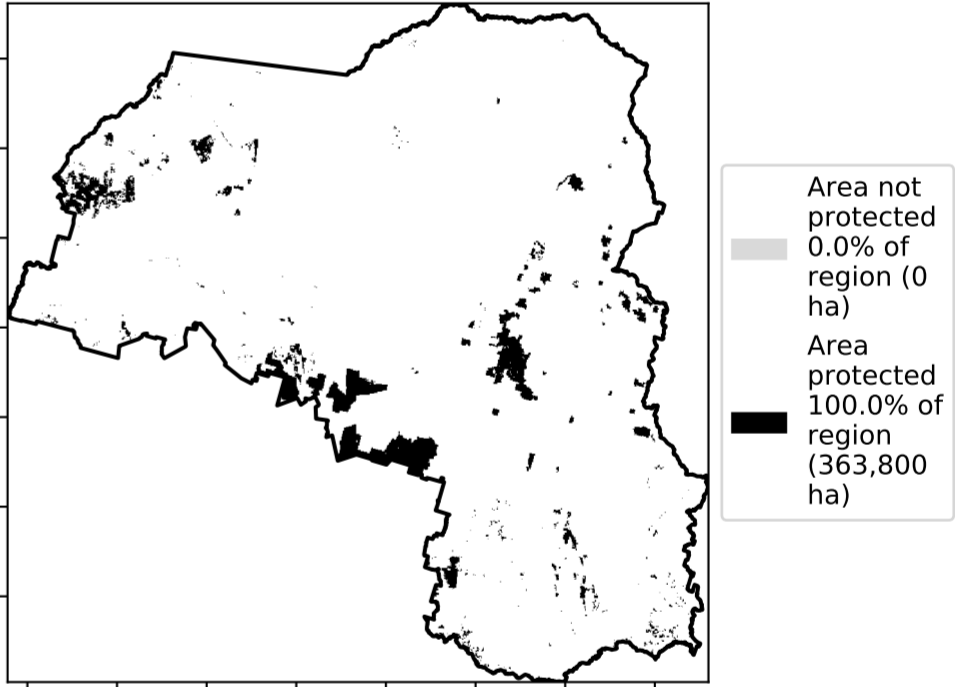 Area not
protected
0.0% of
region (0
ha)
Area
protected
100.0% of
region
(363,800
ha)